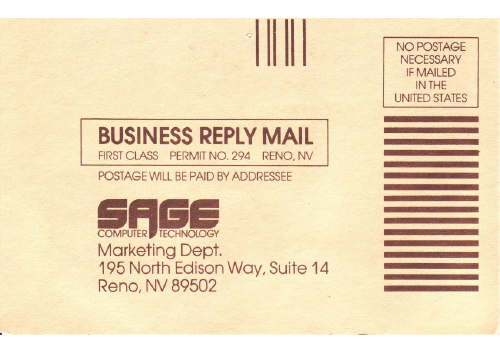 NO POSTAGE
NECESSARY
IF MAILED
IN THE
UNITED STATES
BUSINESS REPLY MAIL
FIRST CLASS PERMIT NO. 294 RENO, NV
POSTAGE WILL BE PAID BY ADDRESSEE
SAGE
COMPUTER TECHNOLOGY
Marketing Dept.
195 North Edison Way, Suite 14
Reno, NV 89502